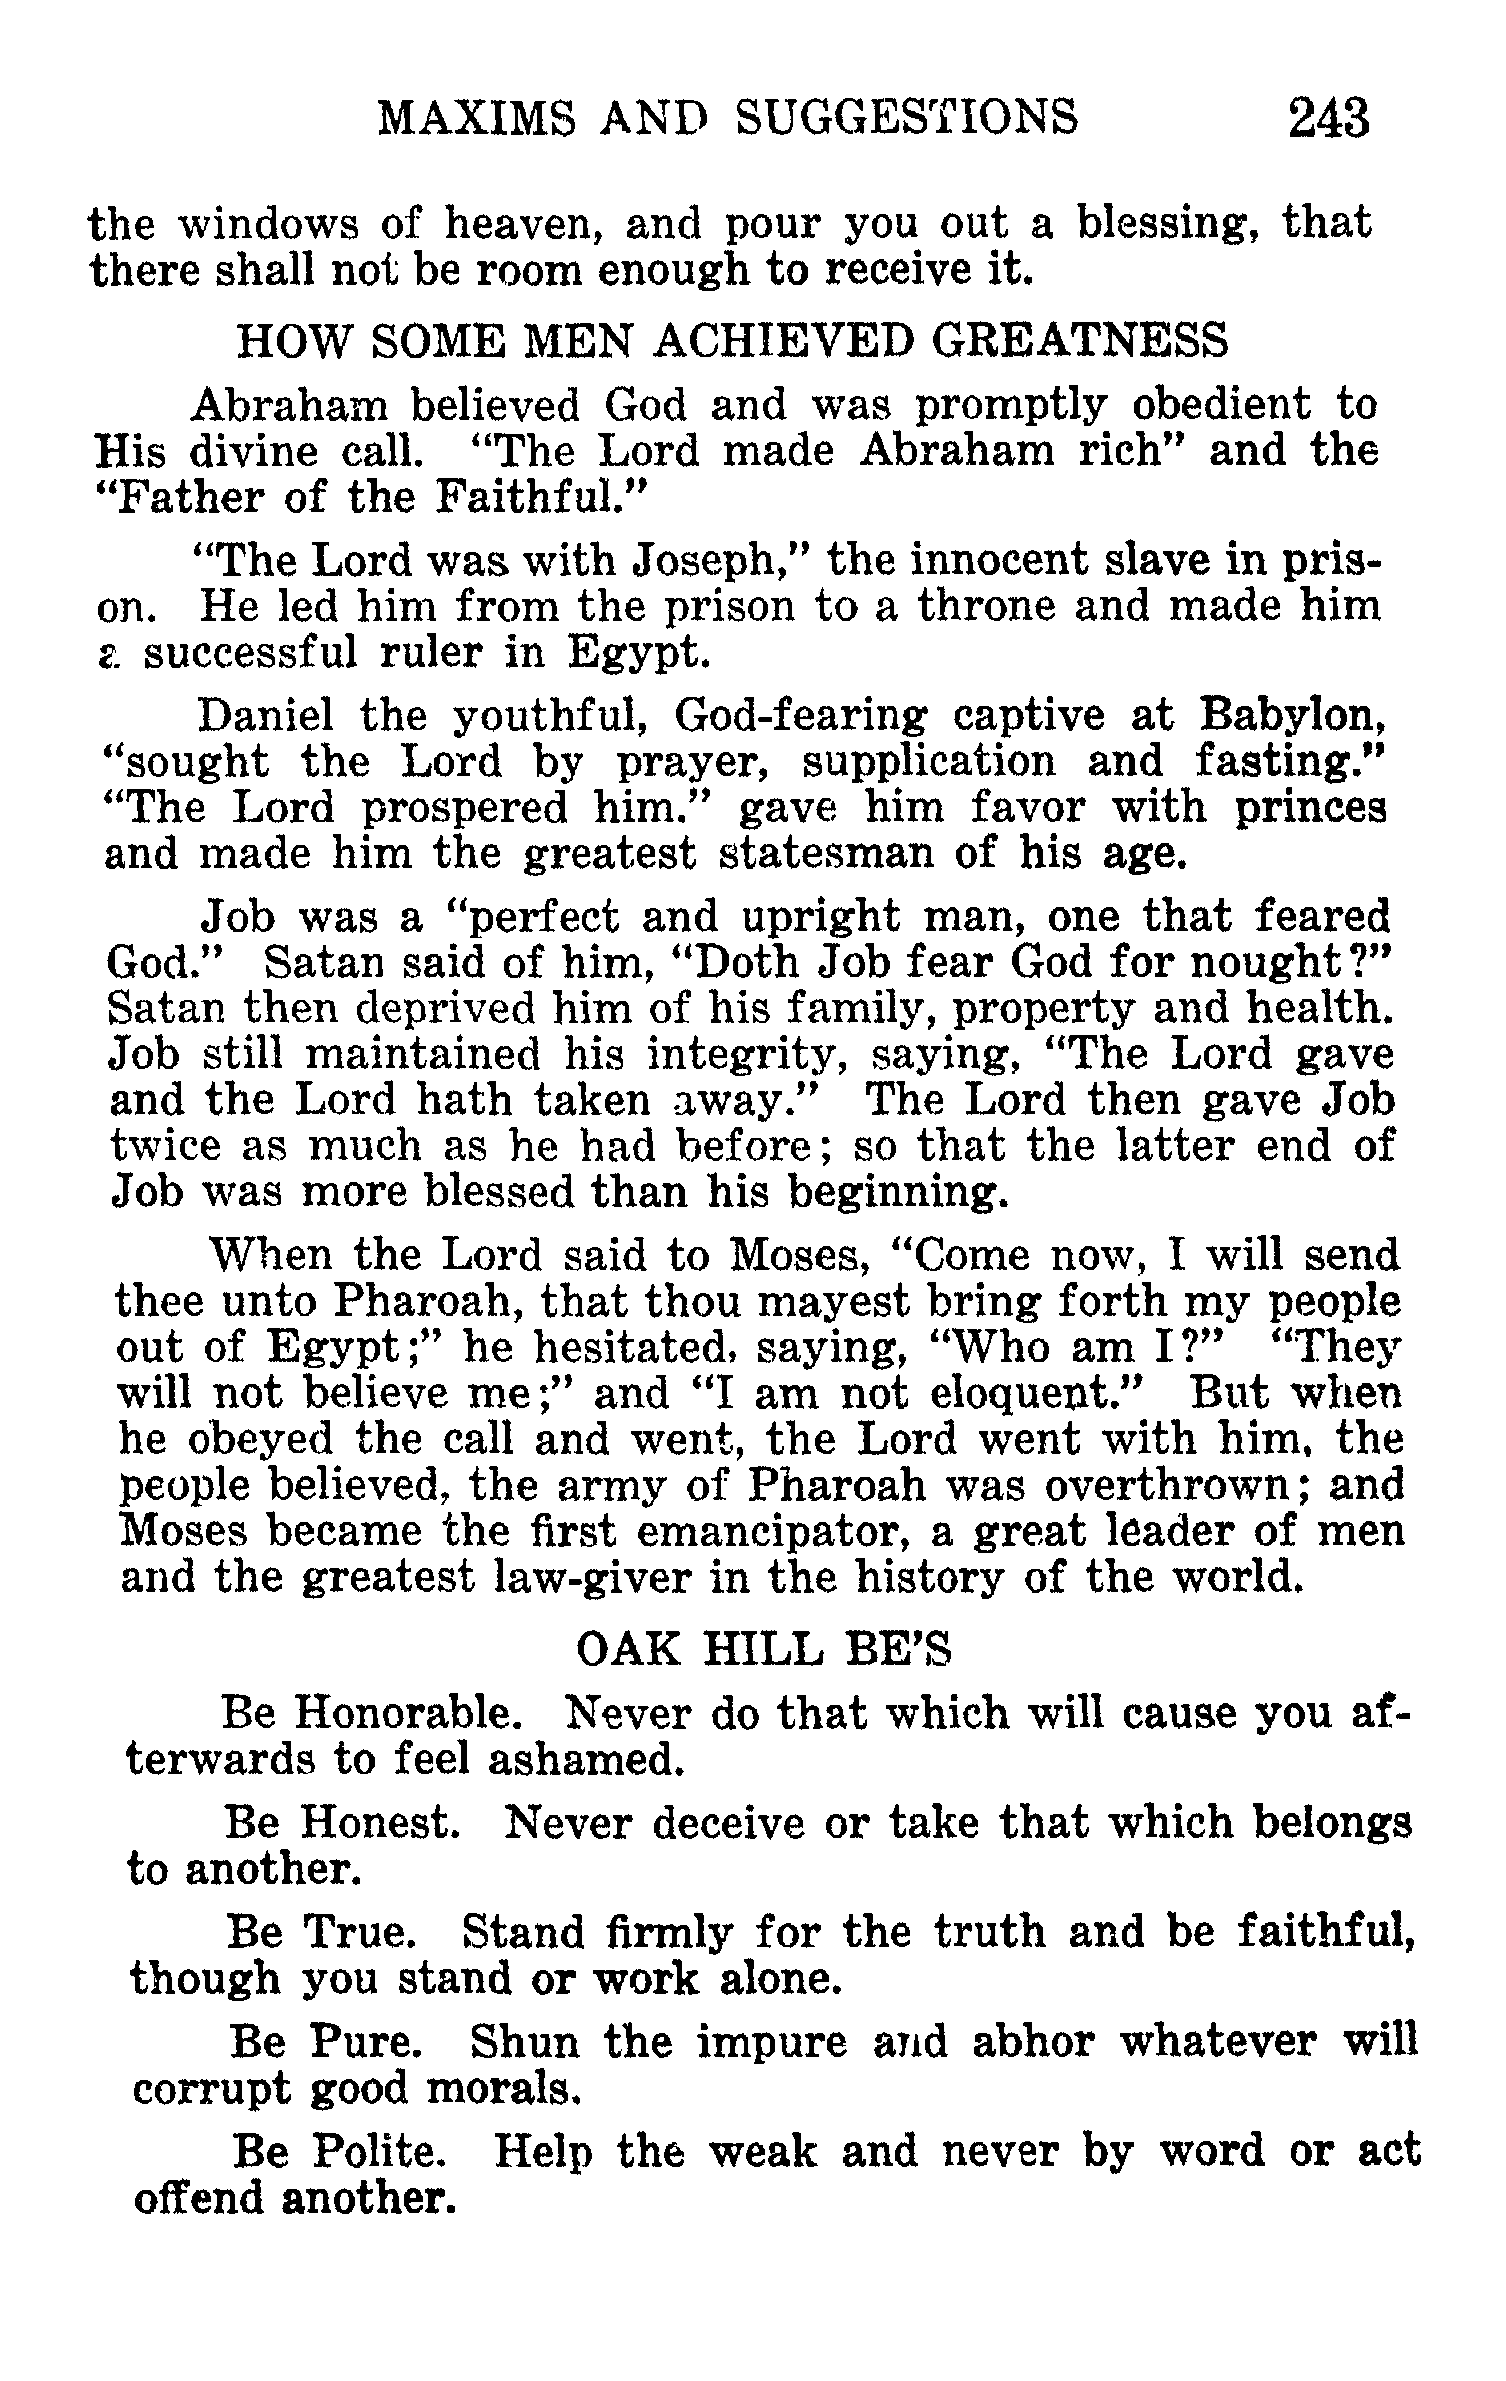 MAXIMS AND SUGGESTIONS 243
the windows of heaven, and pour you out a blessing, that
there shall not be room enough to receive it.
HOW SOME MEN ACHIEVED GREATNESS
Abraham believed God and was promptly obedient to
His divine call. "The Lord made Abraham rich" and the
"Father of the Faithful."
"The Lord was with Joseph," the innocent slave in pris-
on. He led him from the prison to a throne and made him
a successful ruler in Egypt.
Daniel the youthful, God-fearing captive at Babylon,
"sought the Lord by prayer, supplication and fasting."
"The Lord prospered him." gave him favor with princes
and made him the greatest statesman of his age.
Job was a "perfect and upright man, one that feared
God." Satan said of him, "Doth Job fear God for nought?"
Satan then deprived him of his family, property and health.
Job still maintained his integrity, saying, "The Lord gave
and the Lord hath taken away." The Lord then gave Job
twice as much as he had before; so that the latter end of
Job was more blessed than his beginning.
When the Lord said to Moses, "Come now, I will send
thee unto Pharoah, that thou mayest bring forth my people
out of Egypt;" he hesitated, saying, "Who am I?" "They
will not believe me;" and "I am not eloquent." But when
he obeyed the call and went, the Lord went with him, the
people believed, the army of Pharoah was overthrown; and
Moses became the first emancipator, a great leader of men
and the greatest law-giver in the history of the world.
OAK HILL BE'S
Be Honorable. Never do that which will cause you af-
terwards to feel ashamed.
Be Honest. Never deceive or take that which belongs
to another.
Be True. Stand firmly for the truth and be faithful,
though you stand or work alone.
Be Pure. Shun the impure and abhor whatever will
corrupt good morals.
Be Polite. Help the weak and never by word or act
offend another.